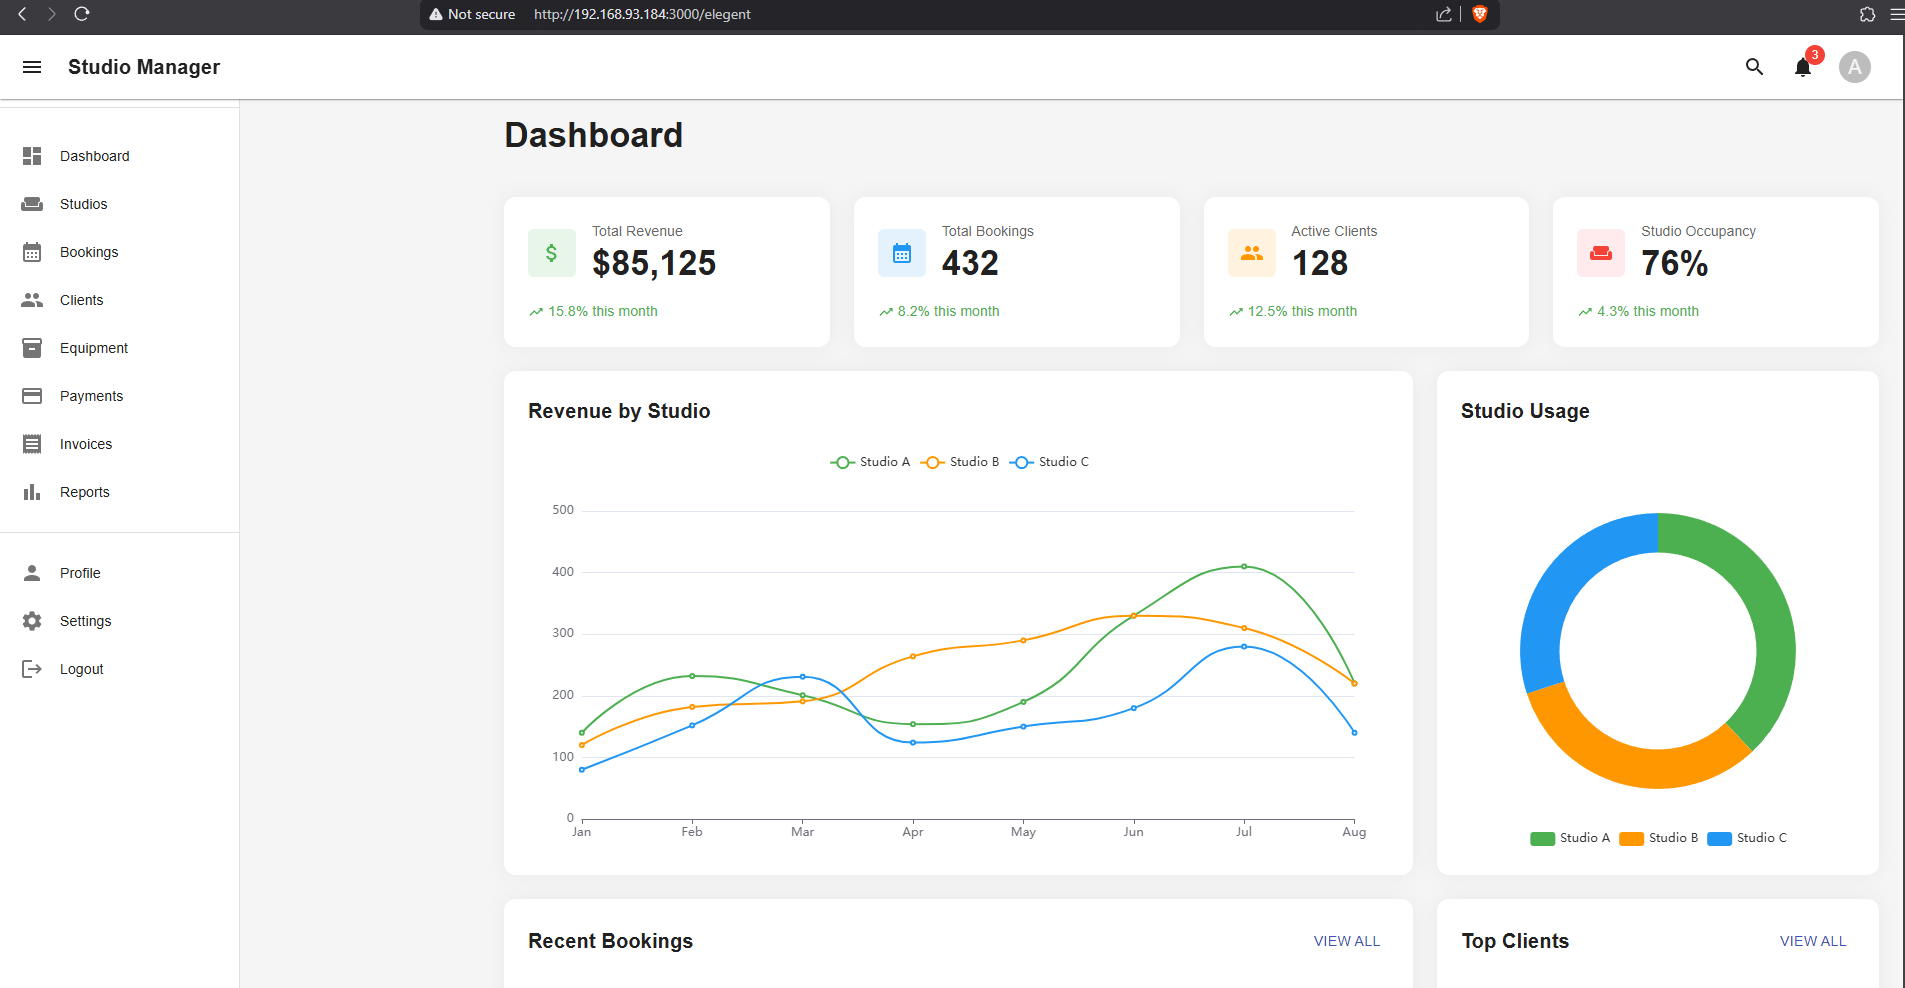 Not secure http://192.168.93.184:3000/elegent
Studio Manager
3
A
Dashboard
Studios
Bookings
Clients
Equipment
Payments
Invoices
Reports
Profile
Settings
Logout
Dashboard
Total Revenue
$85,125
15.8% this month
Total Bookings
432
8.2% this month
Active Clients
128
12.5% this month
Studio Occupancy
76%
4.3% this month
Revenue by Studio
Studio A Studio B Studio C
500
400
300
200
100
0
Jan Feb Mar Apr May Jun Jul Aug
Studio Usage
Studio A Studio B Studio C
Recent Bookings VIEW ALL
Top Clients VIEW ALL